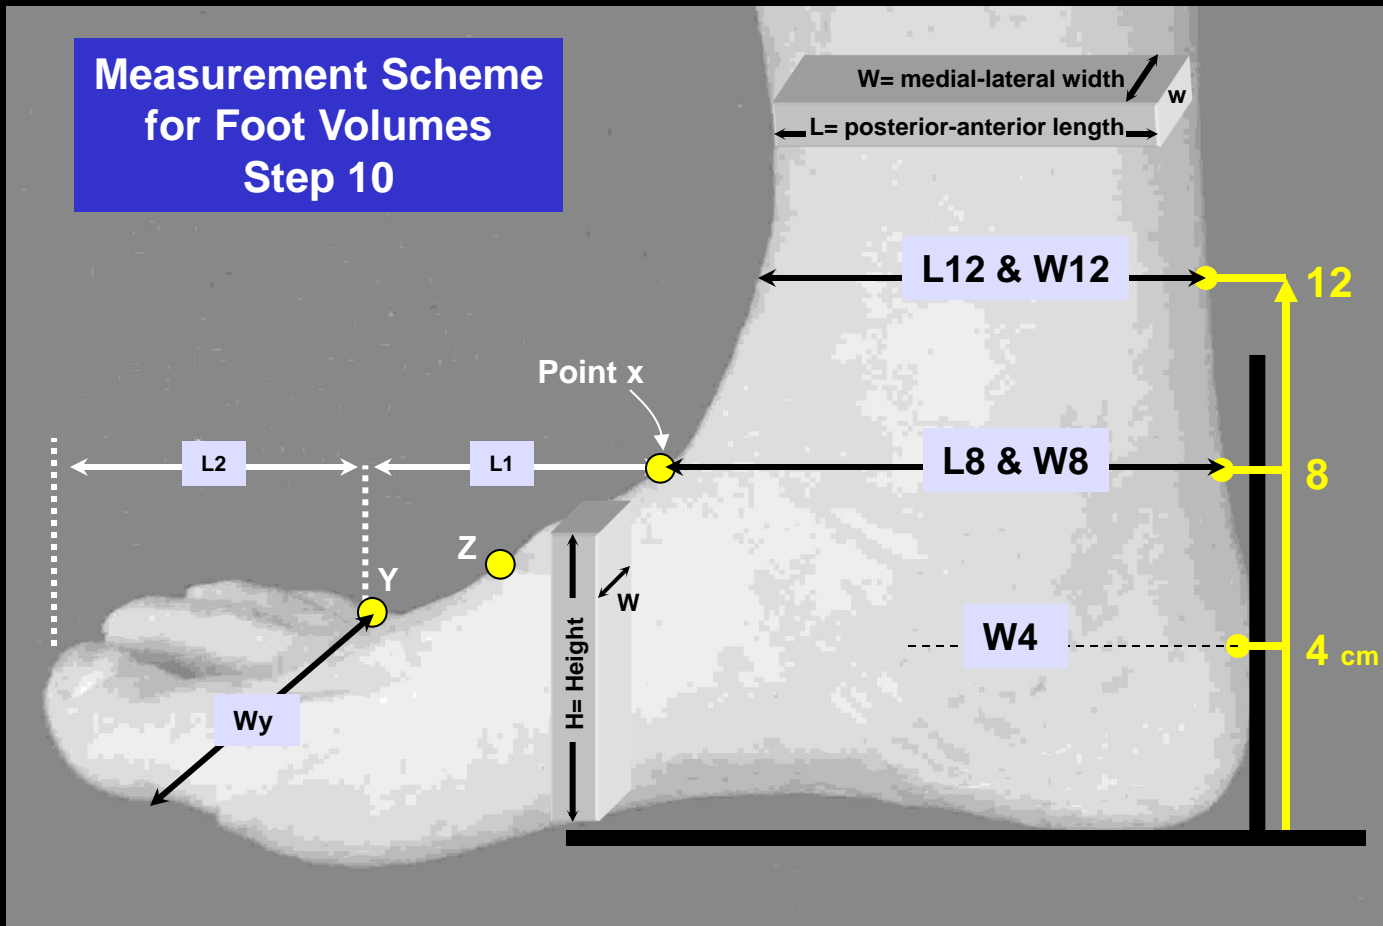 Measurement Scheme
for Foot Volumes
Step 10
W= medial-lateral width
w
L= posterior-anterior length
L12 & W12
12
Point x
L2
L1
L8 & W8
8
Z
Y
W
H= Height
W4
4 cm
Wy